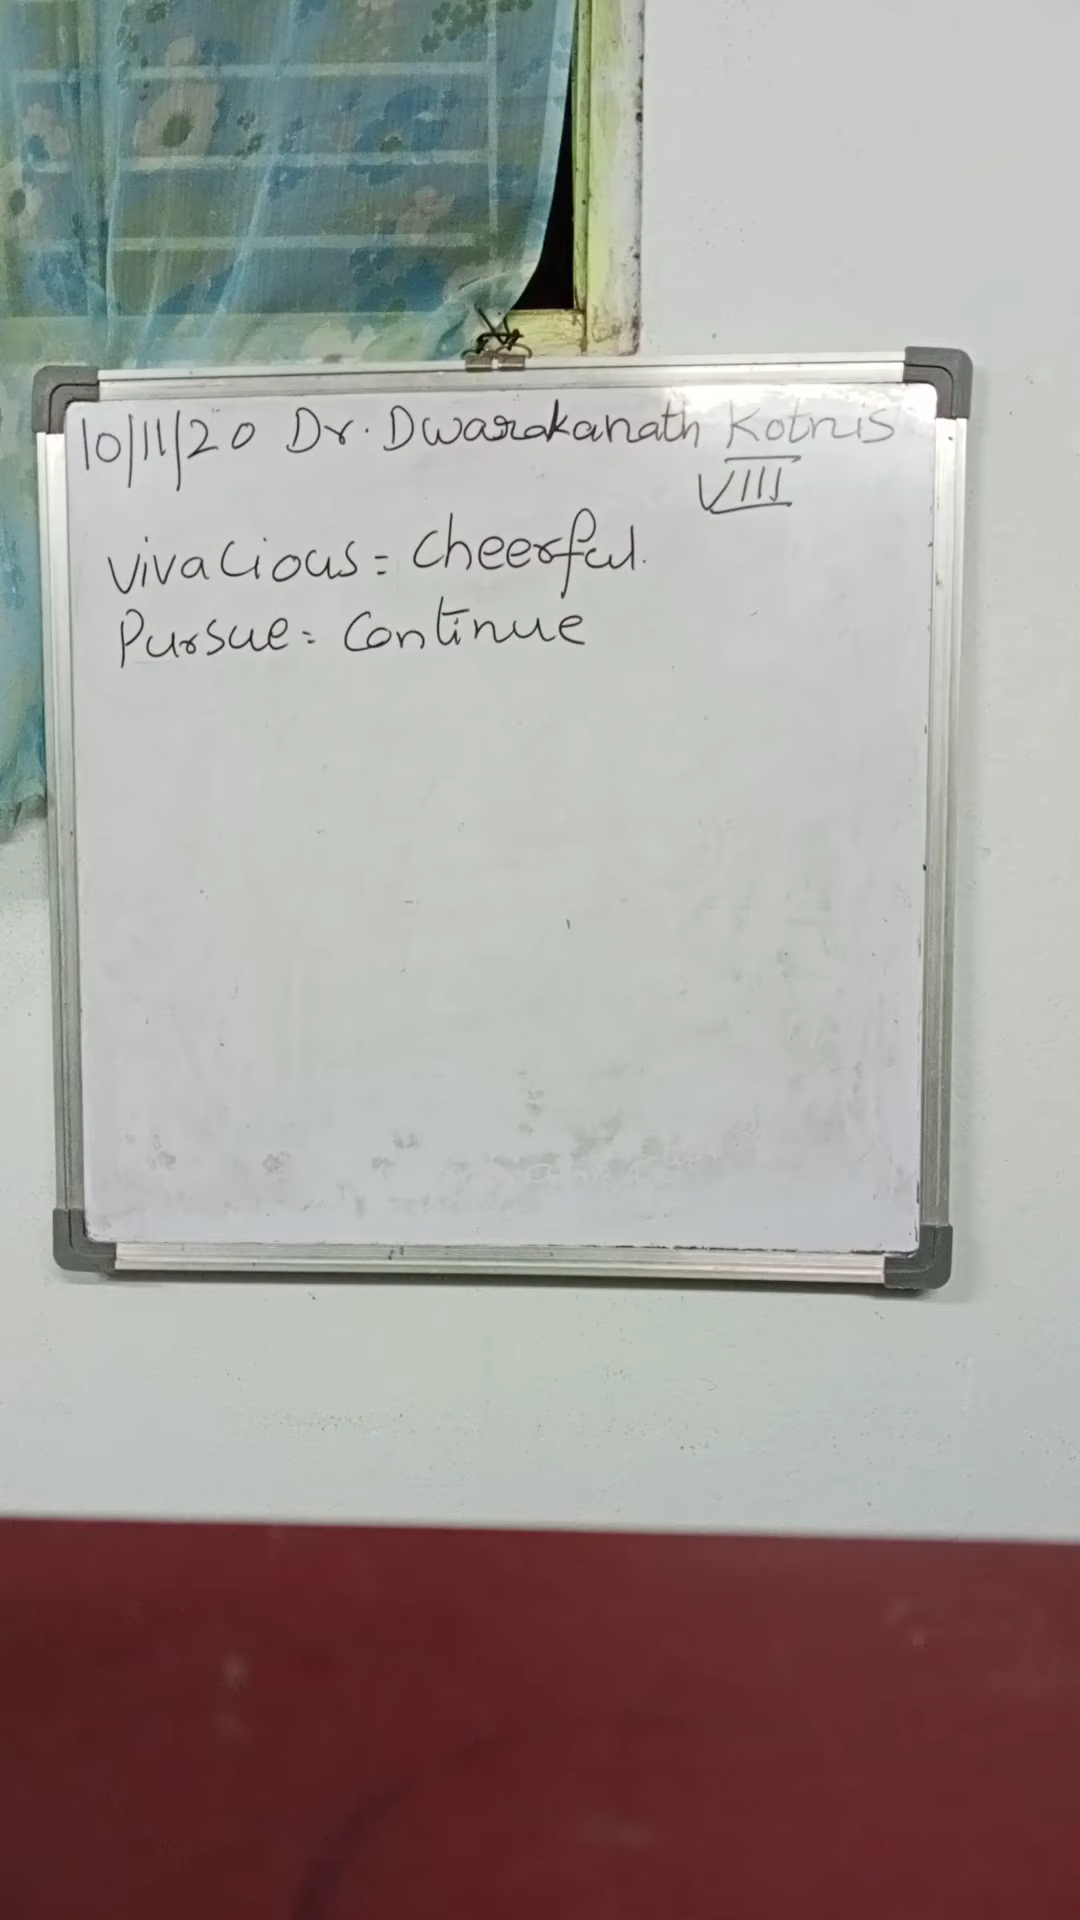 10/11/20 Dr. Dwarakanath Kotnis
VIII
Vivacious = Cheerful.
Pursue = Continue